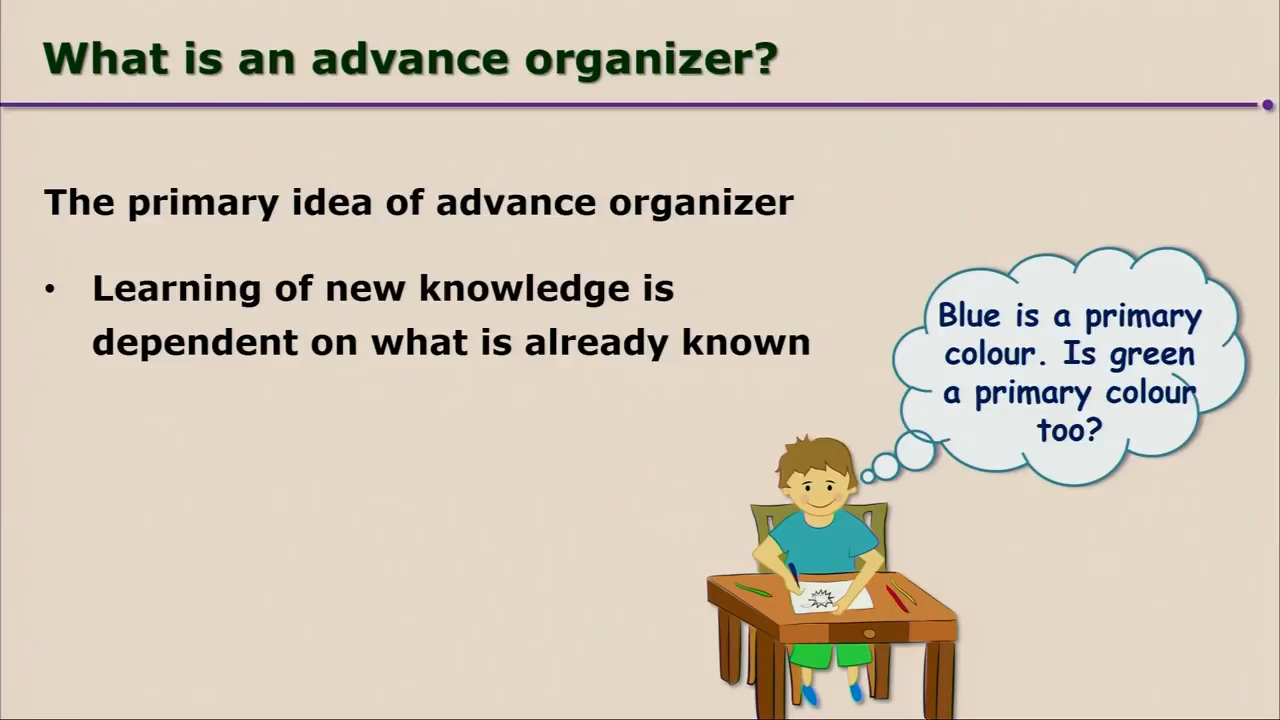 What is an advance organizer?
The primary idea of advance organizer
• Learning of new knowledge is
dependent on what is already known
Blue is a primary
colour. Is green
a primary colour
too?